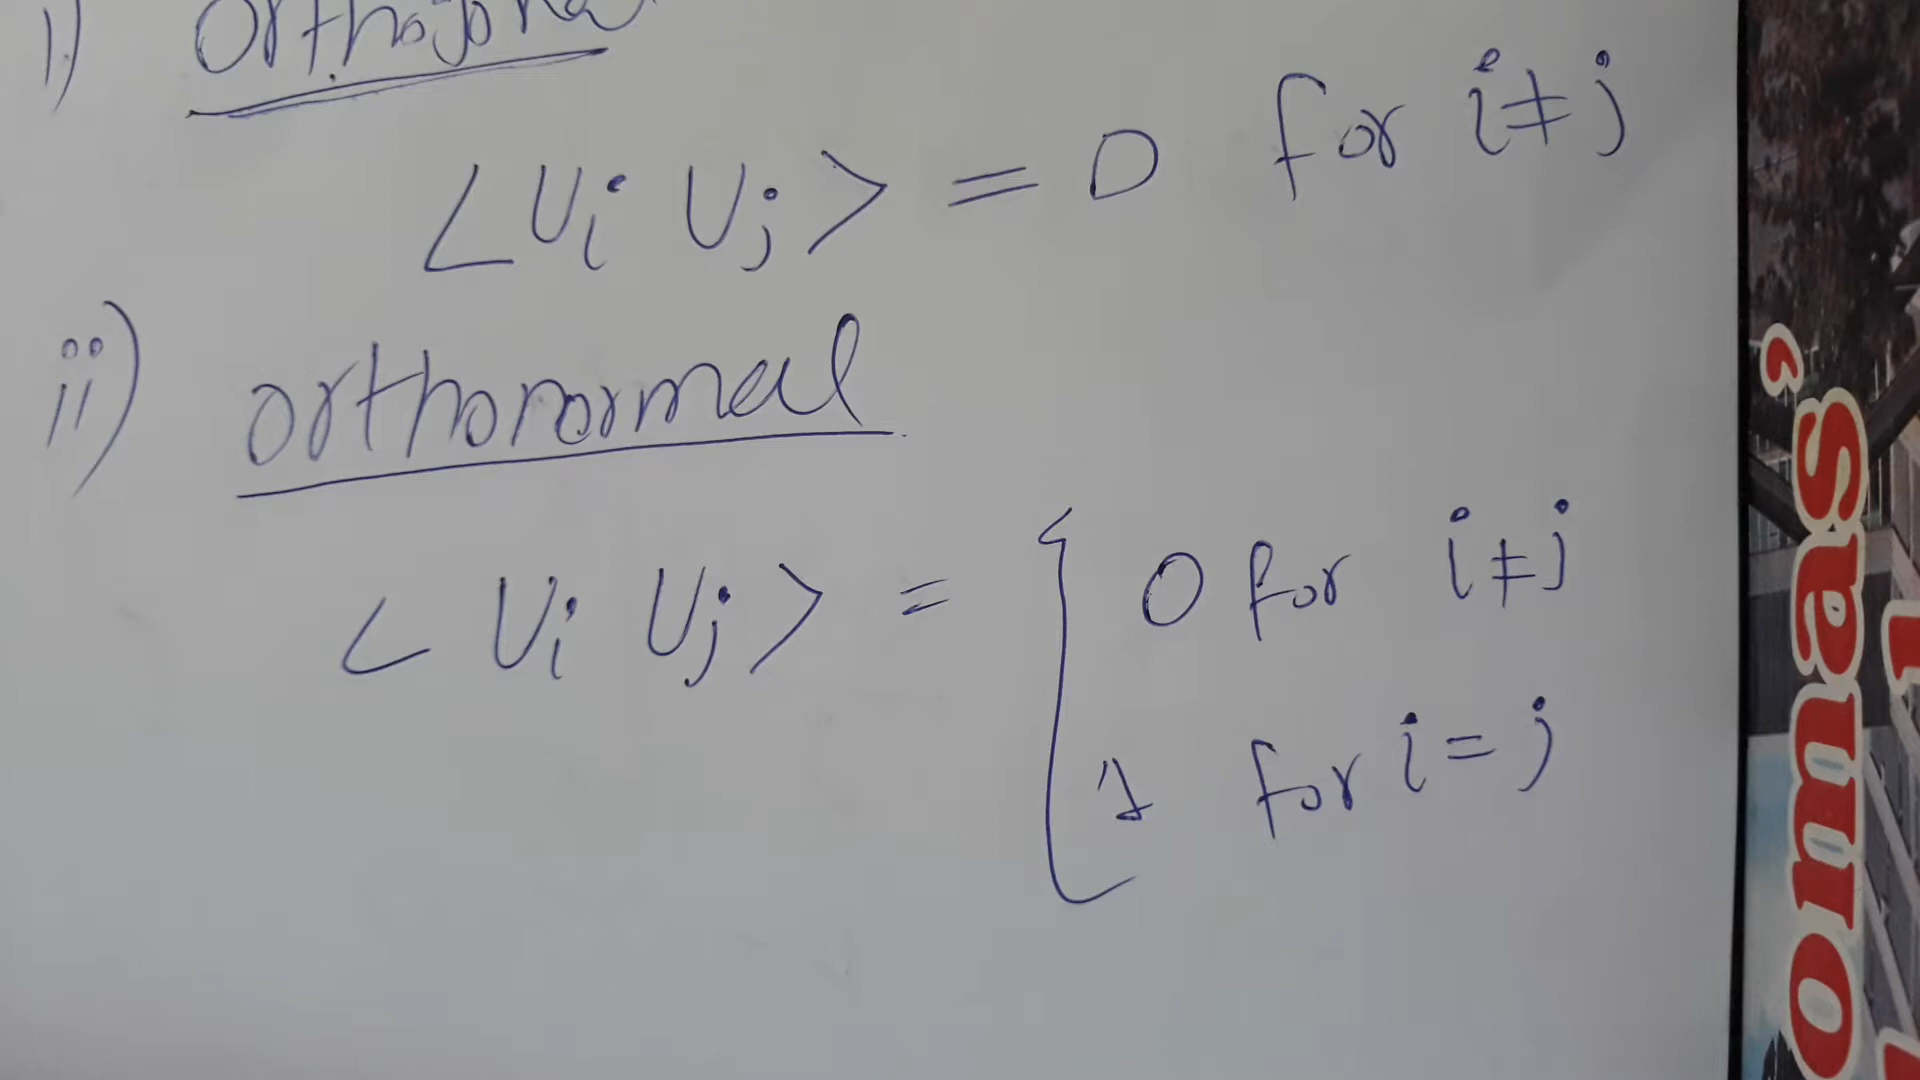 i) Orthogonal
<Ui Uj> = 0 for i≠j
ii) orthonormal
< Ui Uj> = { 0 for i≠j
1 for i=j
omas'